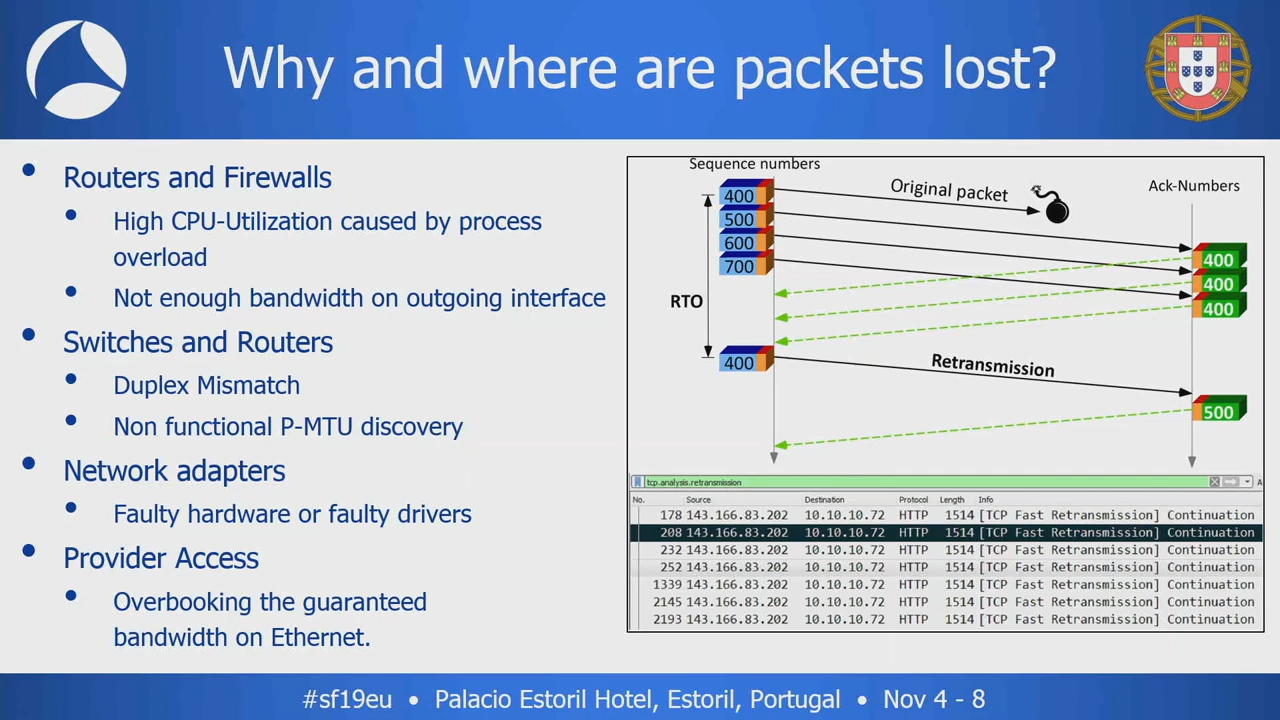 Why and where are packets lost?
• Routers and Firewalls
• High CPU-Utilization caused by process
overload
• Not enough bandwidth on outgoing interface
• Switches and Routers
• Duplex Mismatch
• Non functional P-MTU discovery
• Network adapters
• Faulty hardware or faulty drivers
• Provider Access
• Overbooking the guaranteed
bandwidth on Ethernet.
Sequence numbers
Original packet
Ack-Numbers
400
500
600
700
400
400
400
RTO
400
Retransmission
500
tcp.analysis.retransmission
No. Source Destination Protocol Length Info
178 143.166.83.202 10.10.10.72 HTTP 1514 [TCP Fast Retransmission] Continuation
208 143.166.83.202 10.10.10.72 HTTP 1514 [TCP Fast Retransmission] Continuation
232 143.166.83.202 10.10.10.72 HTTP 1514 [TCP Fast Retransmission] Continuation
252 143.166.83.202 10.10.10.72 HTTP 1514 [TCP Fast Retransmission] Continuation
1339 143.166.83.202 10.10.10.72 HTTP 1514 [TCP Fast Retransmission] Continuation
2145 143.166.83.202 10.10.10.72 HTTP 1514 [TCP Fast Retransmission] Continuation
2193 143.166.83.202 10.10.10.72 HTTP 1514 [TCP Fast Retransmission] Continuation
#sf19eu • Palacio Estoril Hotel, Estoril, Portugal • Nov 4 - 8